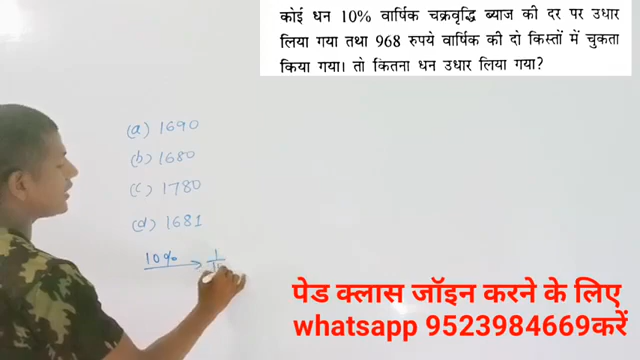 कोई धन 10% वार्षिक चक्रवृद्धि ब्याज की दर पर उधार
लिया गया तथा 968 रुपये वार्षिक की दो किस्तों में चुकता
किया गया। तो कितना धन उधार लिया गया?
(a) 1690
(b) 1680
(c) 1780
(d) 1681
10% → 1
पेड क्लास जॉइन करने के लिए
whatsapp 9523984669करें